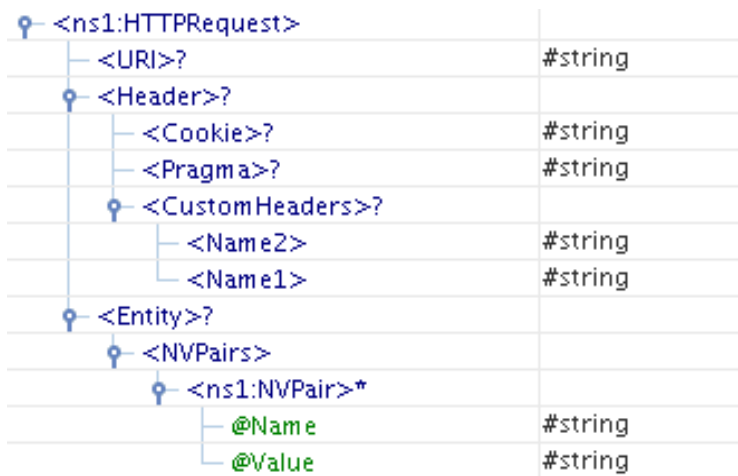 <ns1:HTTPRequest>
<URI>? #string
<Header>?
<Cookie>? #string
<Pragma>? #string
<CustomHeaders>?
<Name2> #string
<Name1> #string
<Entity>?
<NVPairs>
<ns1:NVPair>*
@Name #string
@Value #string